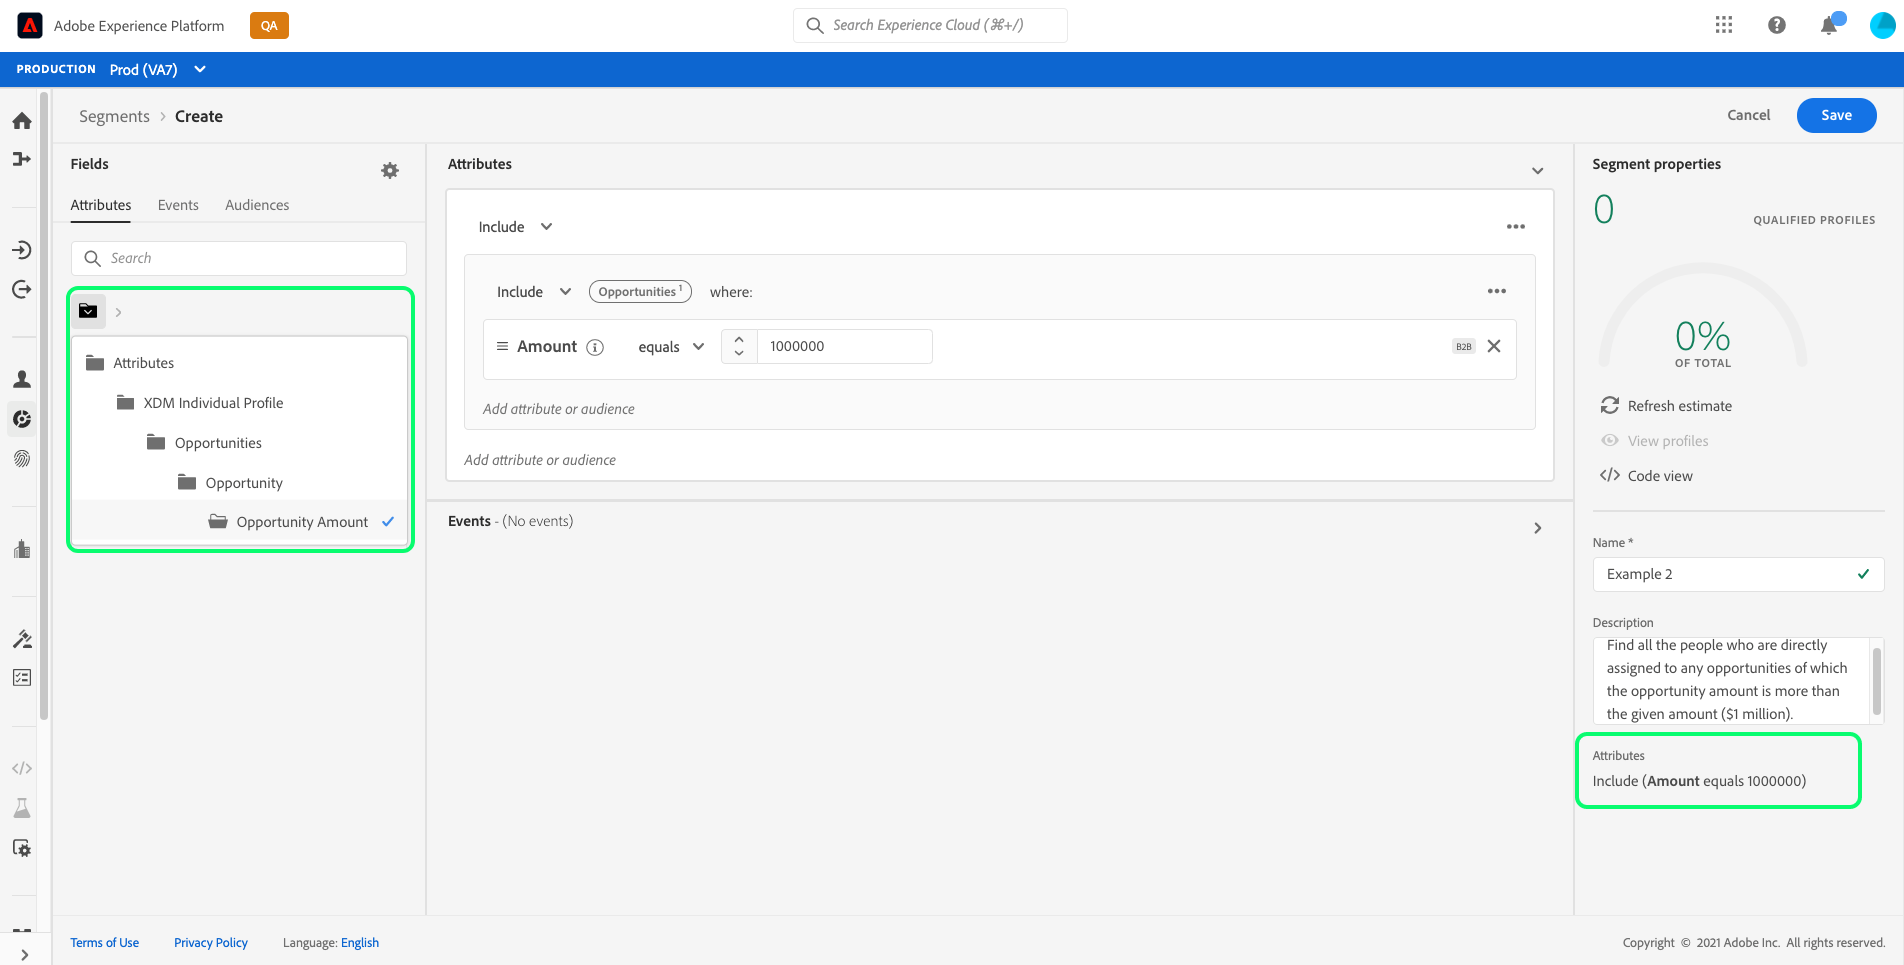 Adobe Experience Platform
QA
Search Experience Cloud (⌘+/)
PRODUCTION Prod (VA7)
Segments > Create
Cancel
Save
Fields
Attributes
Events
Audiences
Search
Attributes
XDM Individual Profile
Opportunities
Opportunity
Opportunity Amount
Attributes
Include
Include
Opportunities 1
where:
Amount
equals
1000000
B2B
Add attribute or audience
Add attribute or audience
Events - (No events)
Segment properties
0
QUALIFIED PROFILES
0%
OF TOTAL
Refresh estimate
View profiles
Code view
Name *
Example 2
Description
Find all the people who are directly
assigned to any opportunities of which
the opportunity amount is more than
the given amount ($1 million).
Attributes
Include (Amount equals 1000000)
Terms of Use
Privacy Policy
Language: English
Copyright © 2021 Adobe Inc. All rights reserved.